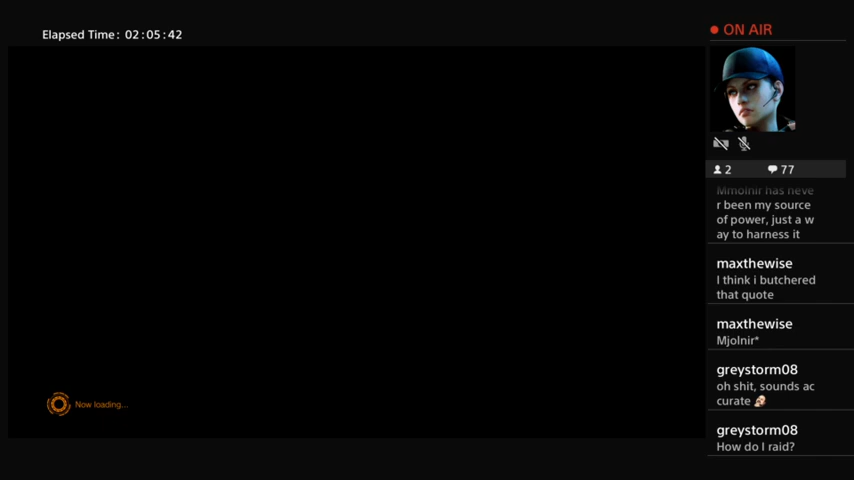 Elapsed Time: 02:05:42
ON AIR
2 77
Mmolnir has neve
r been my source
of power, just a w
ay to harness it
maxthewise
I think i butchered
that quote
maxthewise
Mjolnir*
greystorm08
oh shit, sounds ac
curate
greystorm08
How do I raid?
Now loading...